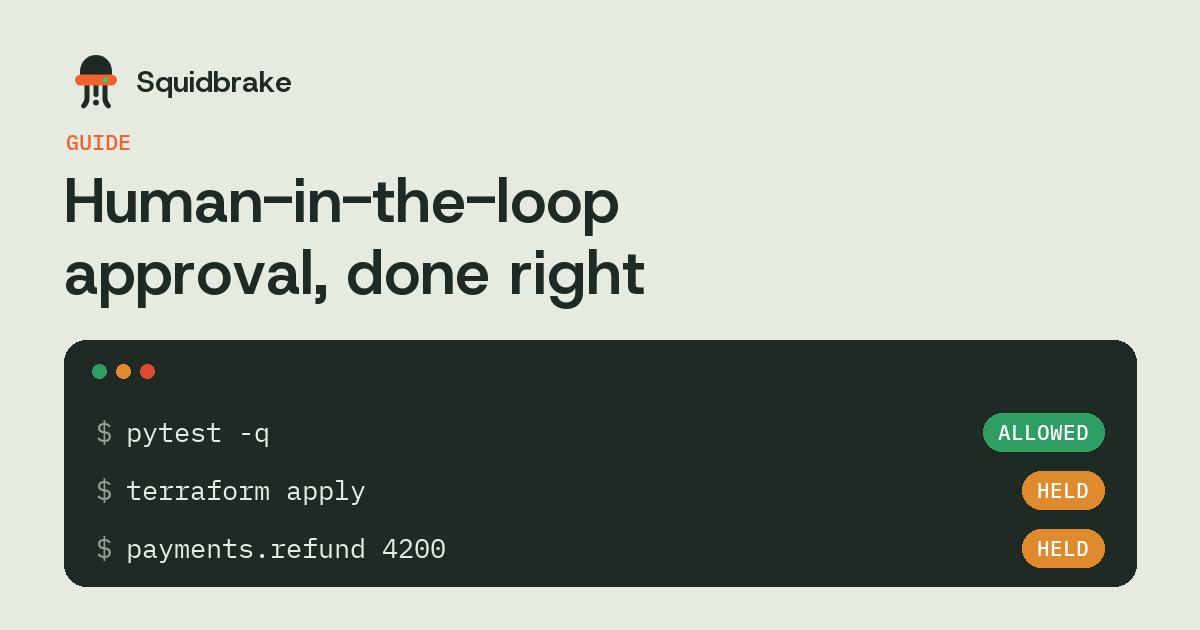 Squidbrake
GUIDE
Human-in-the-loop
approval, done right
$ pytest -q ALLOWED
$ terraform apply HELD
$ payments.refund 4200 HELD